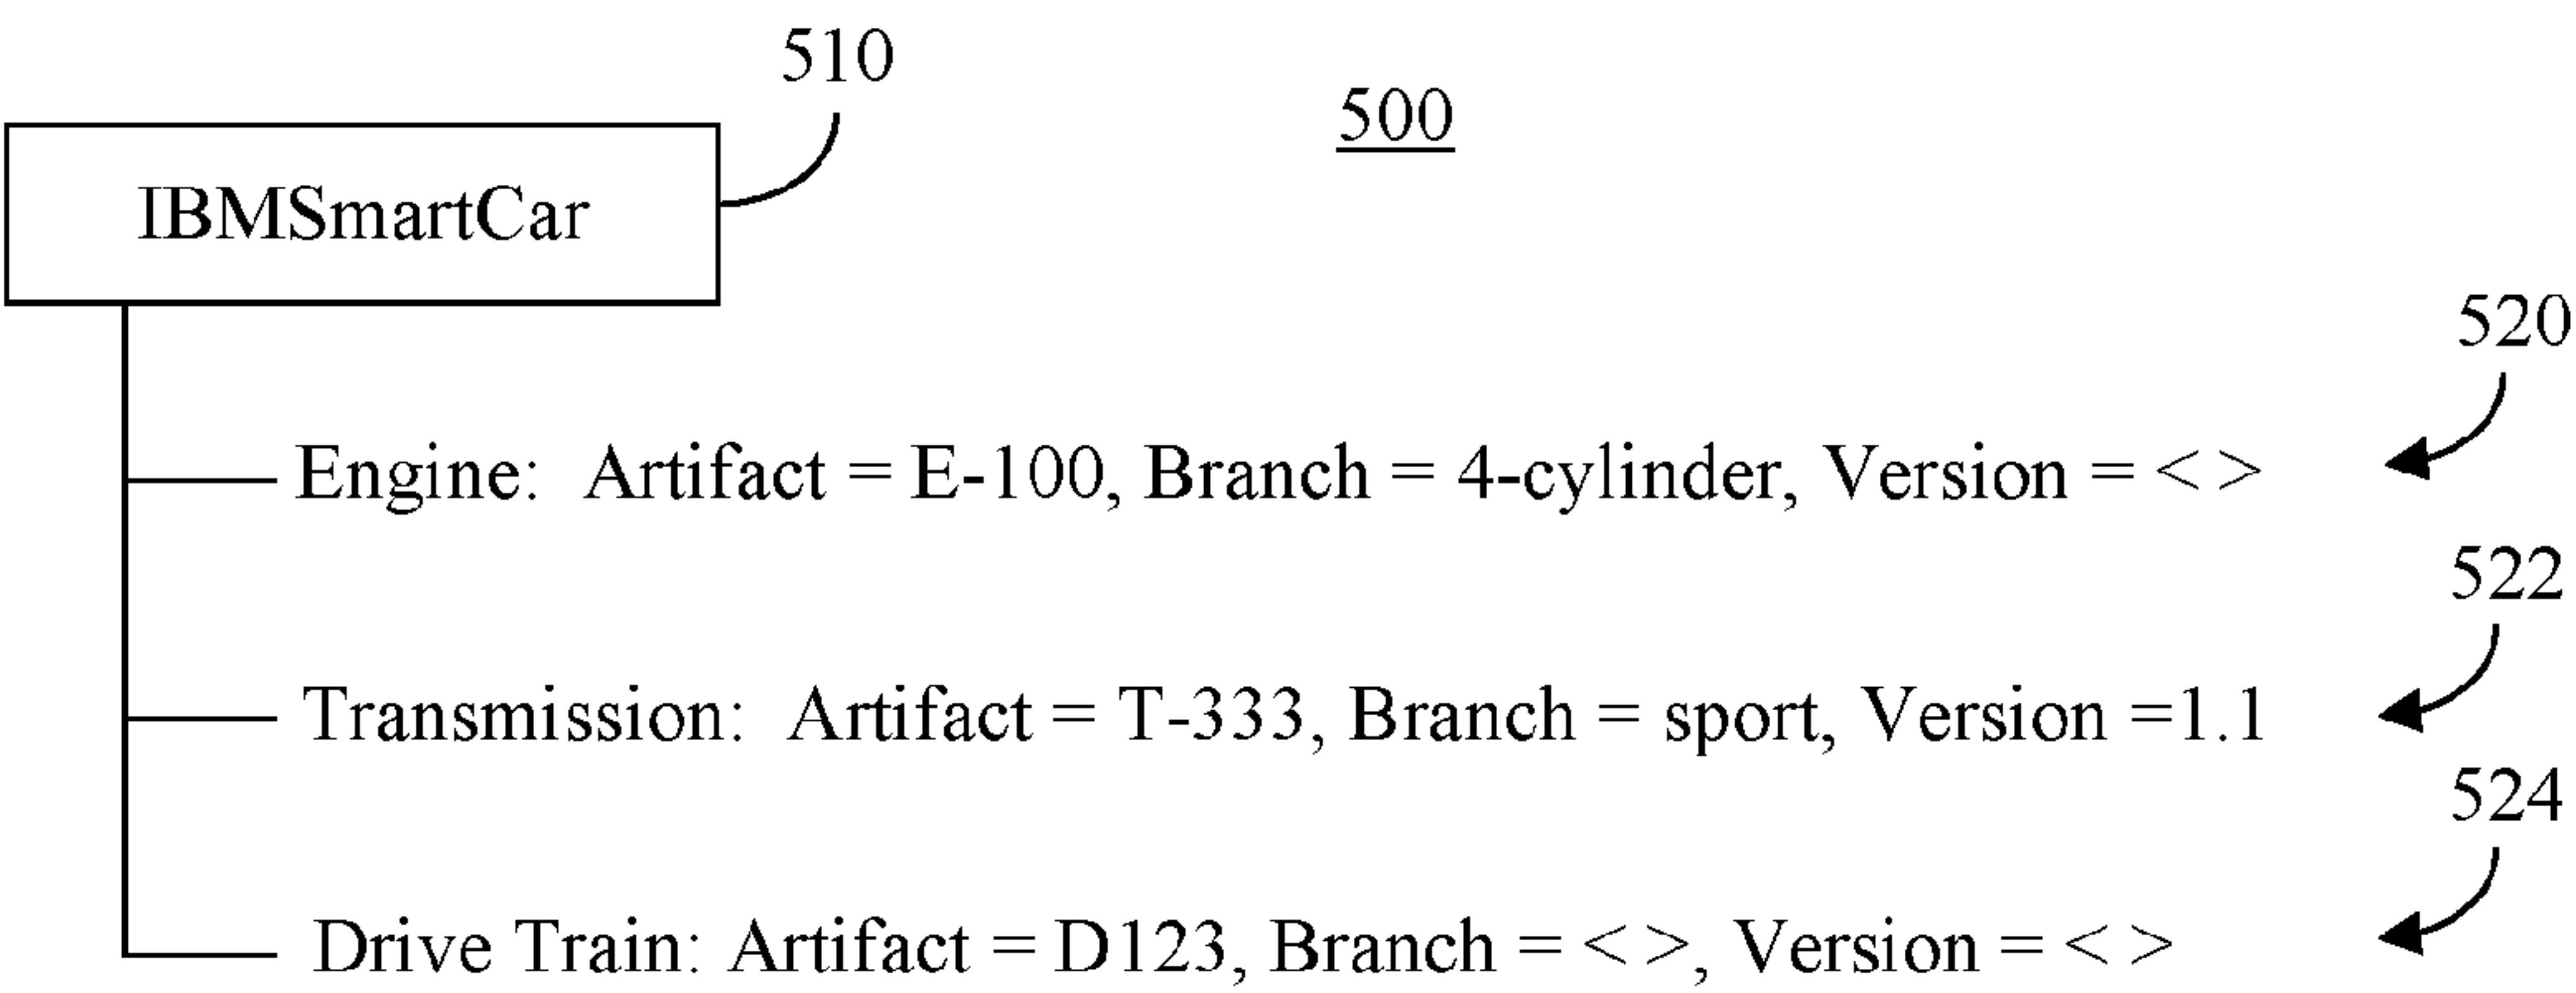 510
500
IBMSmartCar
520
Engine: Artifact = E-100, Branch = 4-cylinder, Version = < >
522
Transmission: Artifact = T-333, Branch = sport, Version =1.1
524
Drive Train: Artifact = D123, Branch = < >, Version = < >